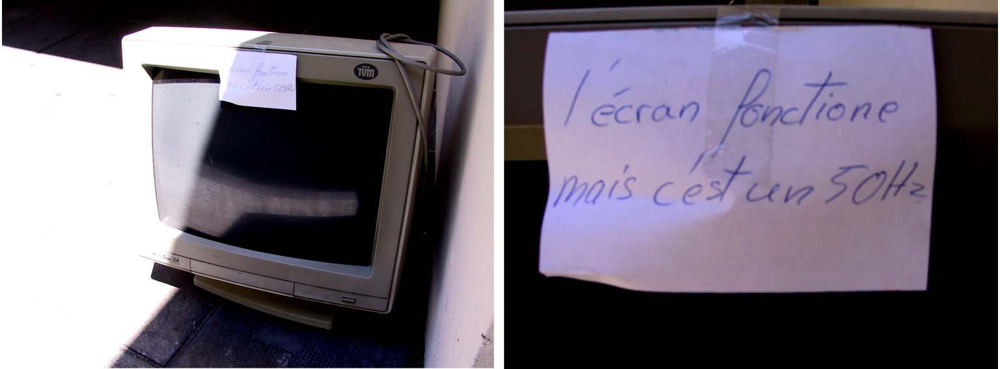 écran fonctione
mais c'est un 50Hz
TVM
l'écran fonctione
mais c'est un 50Hz